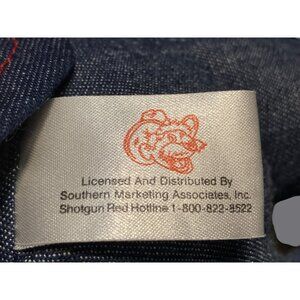 Licensed And Distributed By
Southern Marketing Associates, Inc.
Shotgun Red Hotline 1-800-822-8522